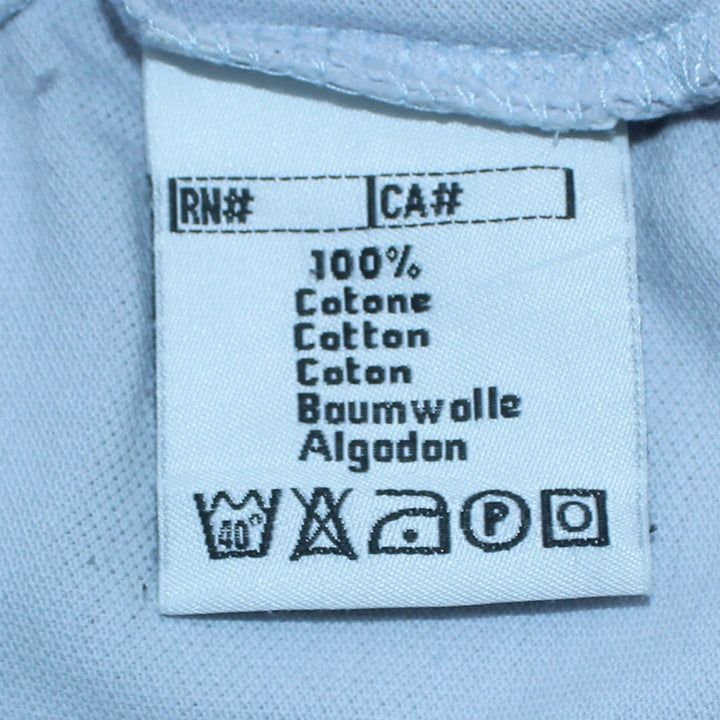 RN# CA#
100%
Cotone
Cotton
Coton
Baumwolle
Algodon
40° P